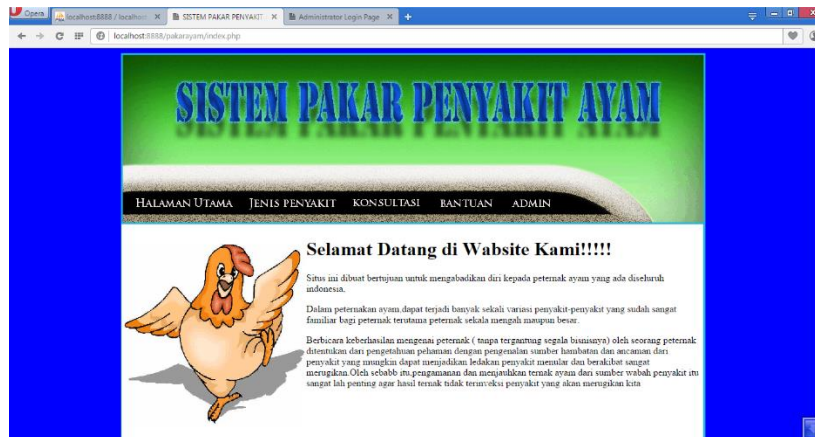 Opera
localhost8888 / localhost
SISTEM PAKAR PENYAKIT
Administrator Login Page
localhost:8888/pakarayam/index.php
SISTEM PAKAR PENYAKIT AYAM
HALAMAN UTAMA JENIS PENYAKIT KONSULTASI BANTUAN ADMIN
Selamat Datang di Wabsite Kami!!!!!
Situs ini dibuat bertujuan untuk mengabadikan diri kepada peternak ayam yang ada diseluruh
indonesia,
Dalam peternakan ayam,dapat terjadi banyak sekali variasi penyakit-penyakit yang sudah sangat
familiar bagi peternak terutama peternak sekala mengah maupun besar.
Berbicara keberhasilan mengenai peternak ( tanpa tergantung segala bisnisnya) oleh seorang peternak
ditentukan dari pengetahuan pehaman dengan pengenalan sumber hambatan dan ancaman dari
penyakit yang mungkin dapat menjadikan ledakan penyakit menular dan berakibat sangat
merugikan.Oleh sebabb itu,pengamanan dan menjauhkan ternak ayam dari sumber wabah penyakit itu
sangat lah penting agar hasil ternak tidak terinveksi penyakit yang akan merugikan kita